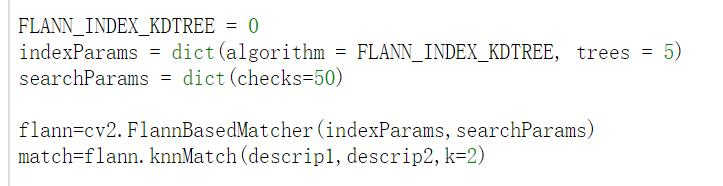 FLANN_INDEX_KDTREE = 0
indexParams = dict(algorithm = FLANN_INDEX_KDTREE, trees = 5)
searchParams = dict(checks=50)
flann=cv2.FlannBasedMatcher(indexParams,searchParams)
match=flann.knnMatch(descrip1,descrip2,k=2)